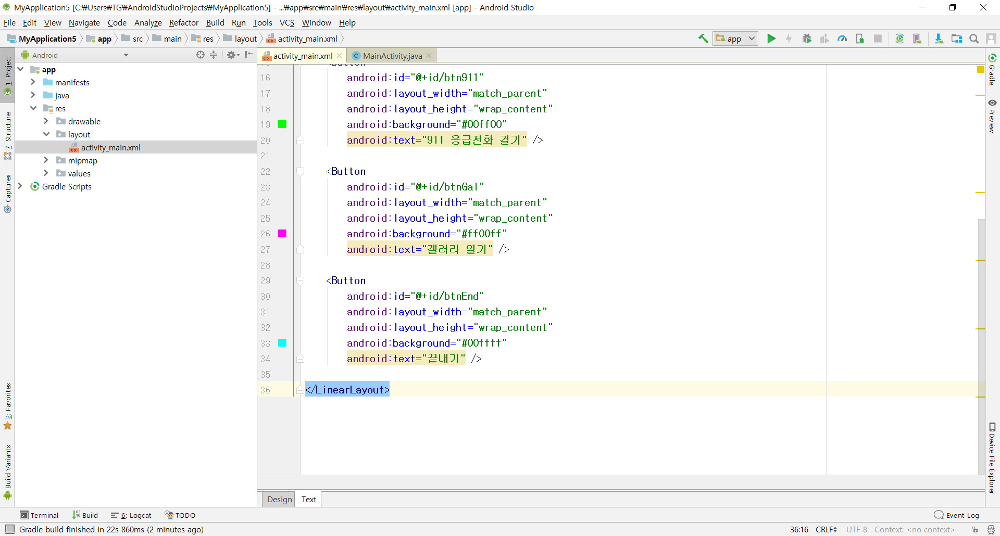 MyApplication5 [C:₩Users₩TG₩AndroidStudioProjects₩MyApplication5] - ...₩app₩src₩main₩res₩layout₩activity_main.xml [app] - Android Studio
File Edit View Navigate Code Analyze Refactor Build Run Tools VCS Window Help
MyApplication5 app src main res layout activity_main.xml app
Android
activity_main.xml
MainActivity.java
1: Project
7: Structure
Captures
2: Favorites
Build Variants
app
manifests
java
res
drawable
layout
activity_main.xml
mipmap
values
Gradle Scripts
16 android:id="@+id/btn911"
17 android:layout_width="match_parent"
18 android:layout_height="wrap_content"
19 android:background="#00ff00"
20 android:text="911 응급전화 걸기" />
21
22 <Button
23 android:id="@+id/btnGal"
24 android:layout_width="match_parent"
25 android:layout_height="wrap_content"
26 android:background="#ff00ff"
27 android:text="갤러리 열기" />
28
29 <Button
30 android:id="@+id/btnEnd"
31 android:layout_width="match_parent"
32 android:layout_height="wrap_content"
33 android:background="#00ffff"
34 android:text="끝내기" />
35
36 </LinearLayout>
Gradle
Preview
Device File Explorer
Design Text
Terminal Build 6: Logcat TODO Event Log
Gradle build finished in 22s 860ms (2 minutes ago) 36:16 CRLF UTF-8 Context: <no context>